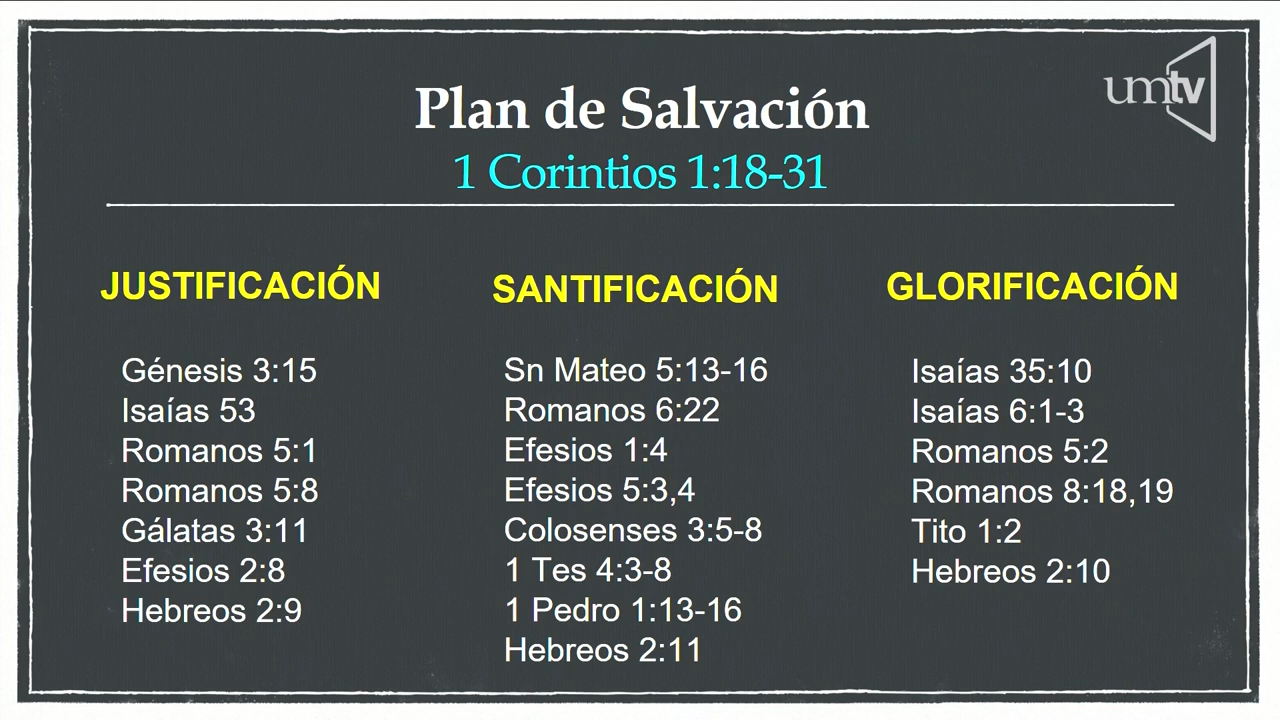 umtv
Plan de Salvación
1 Corintios 1:18-31
JUSTIFICACIÓN
Génesis 3:15
Isaías 53
Romanos 5:1
Romanos 5:8
Gálatas 3:11
Efesios 2:8
Hebreos 2:9
SANTIFICACIÓN
Sn Mateo 5:13-16
Romanos 6:22
Efesios 1:4
Efesios 5:3,4
Colosenses 3:5-8
1 Tes 4:3-8
1 Pedro 1:13-16
Hebreos 2:11
GLORIFICACIÓN
Isaías 35:10
Isaías 6:1-3
Romanos 5:2
Romanos 8:18,19
Tito 1:2
Hebreos 2:10